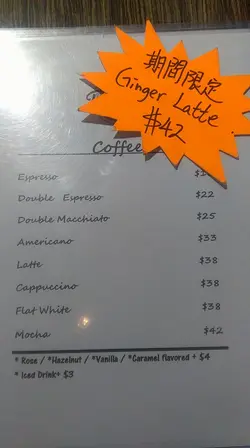 期間限定
Ginger Latte
$42
Coffee
Espresso
Double Espresso $22
Double Macchiato $25
Americano $33
Latte $38
Cappuccino $38
Flat White $38
Mocha $42
* Rose / *Hazelnut / *Vanilla / *Caramel flavored + $4
* Iced Drink+ $3